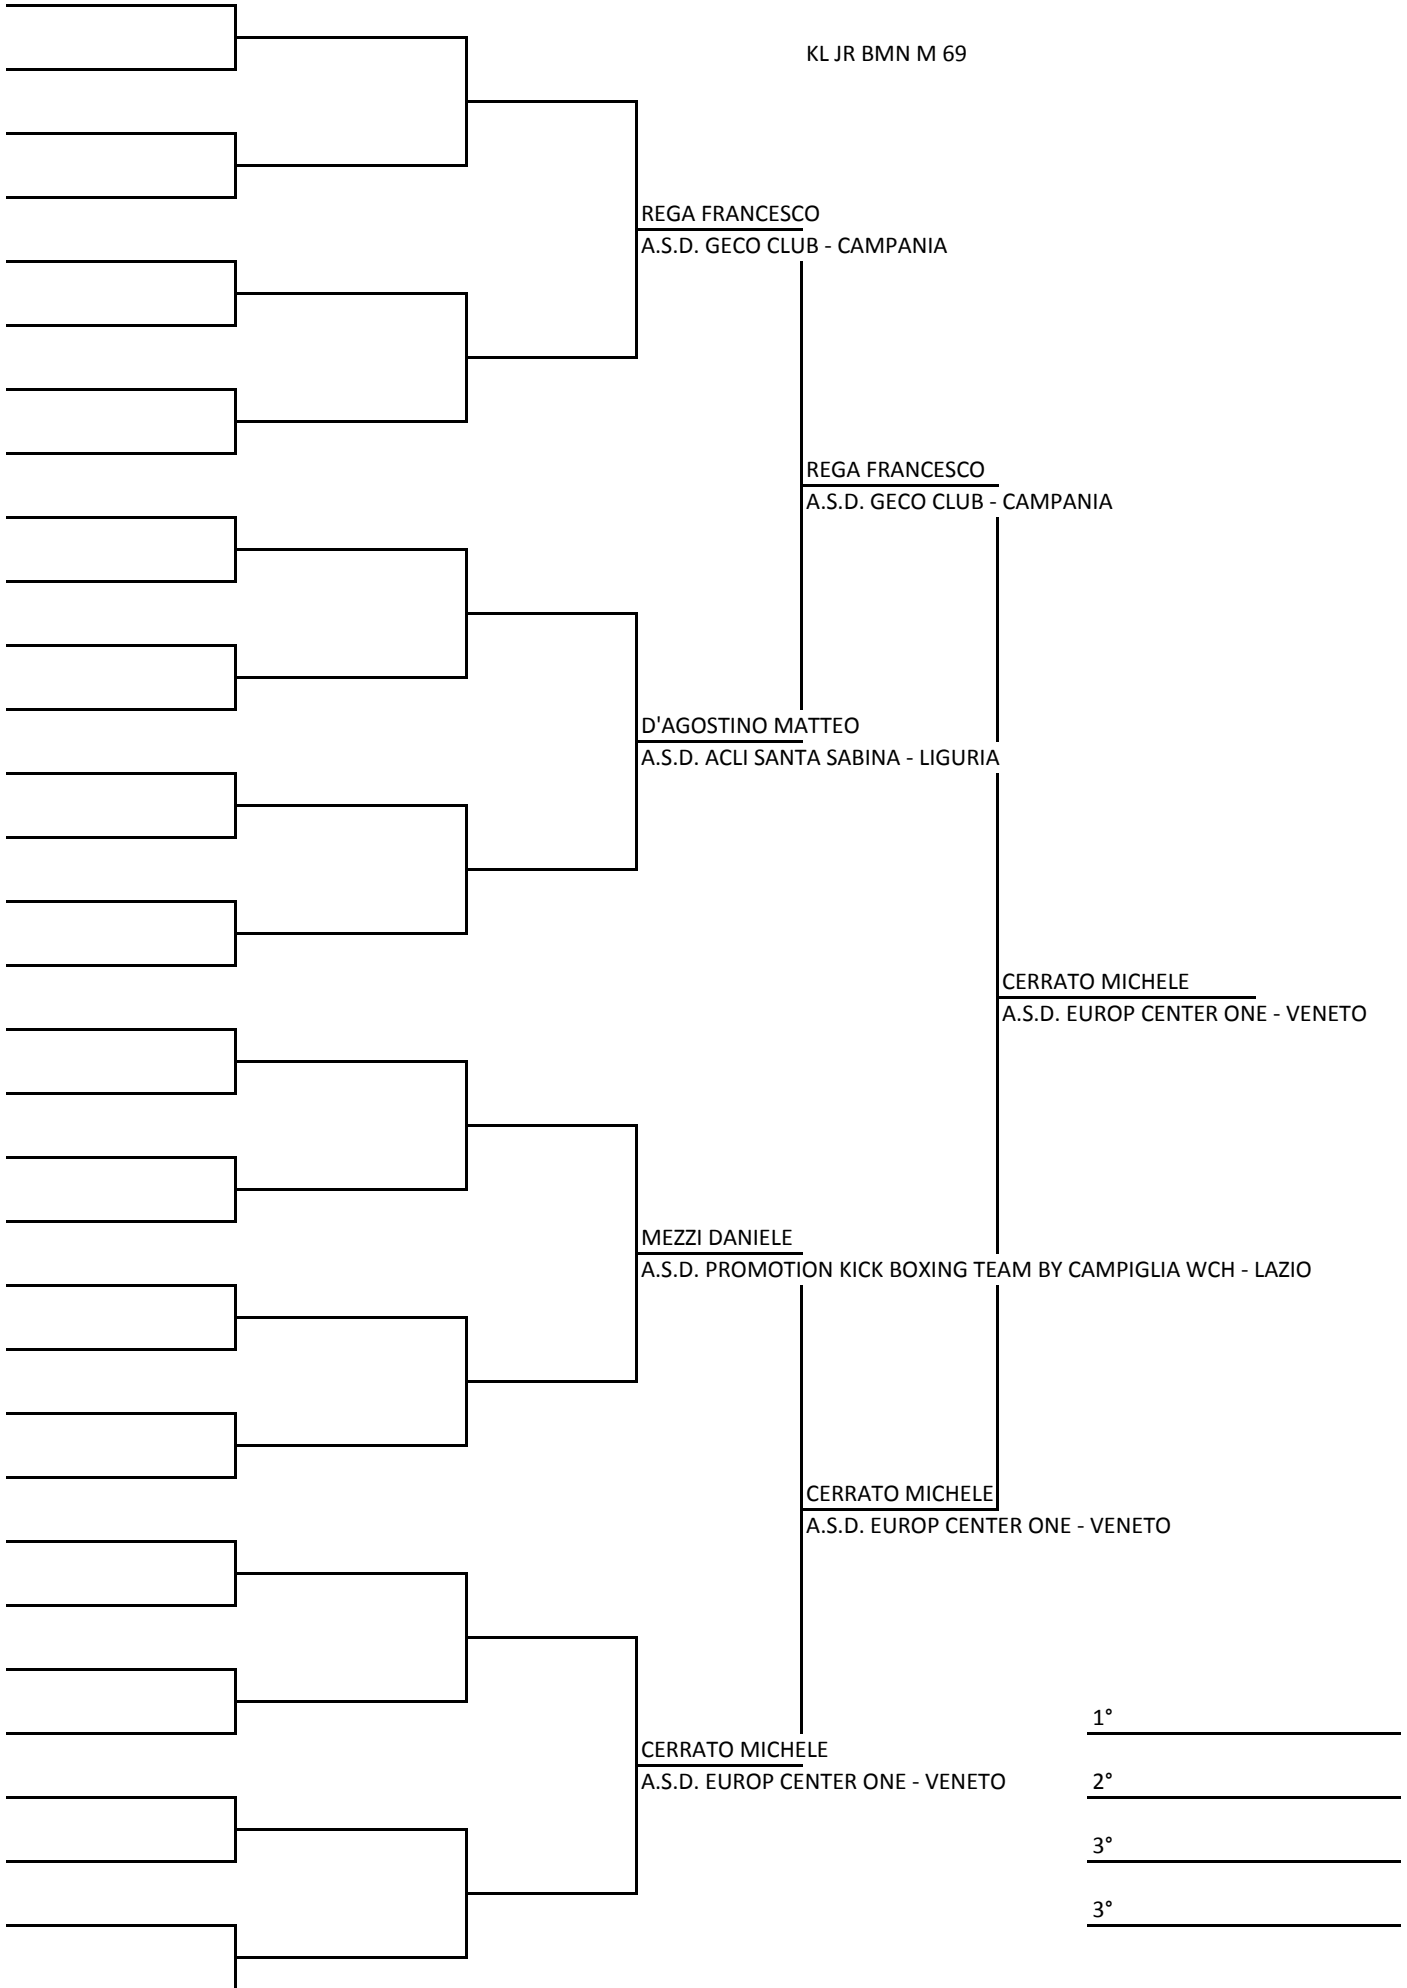 KL JR BMN M 69
REGA FRANCESCO
A.S.D. GECO CLUB - CAMPANIA
REGA FRANCESCO
A.S.D. GECO CLUB - CAMPANIA
D'AGOSTINO MATTEO
A.S.D. ACLI SANTA SABINA - LIGURIA
CERRATO MICHELE
A.S.D. EUROP CENTER ONE - VENETO
MEZZI DANIELE
A.S.D. PROMOTION KICK BOXING TEAM BY CAMPIGLIA WCH - LAZIO
CERRATO MICHELE
A.S.D. EUROP CENTER ONE - VENETO
CERRATO MICHELE
A.S.D. EUROP CENTER ONE - VENETO
1°
2°
3°
3°